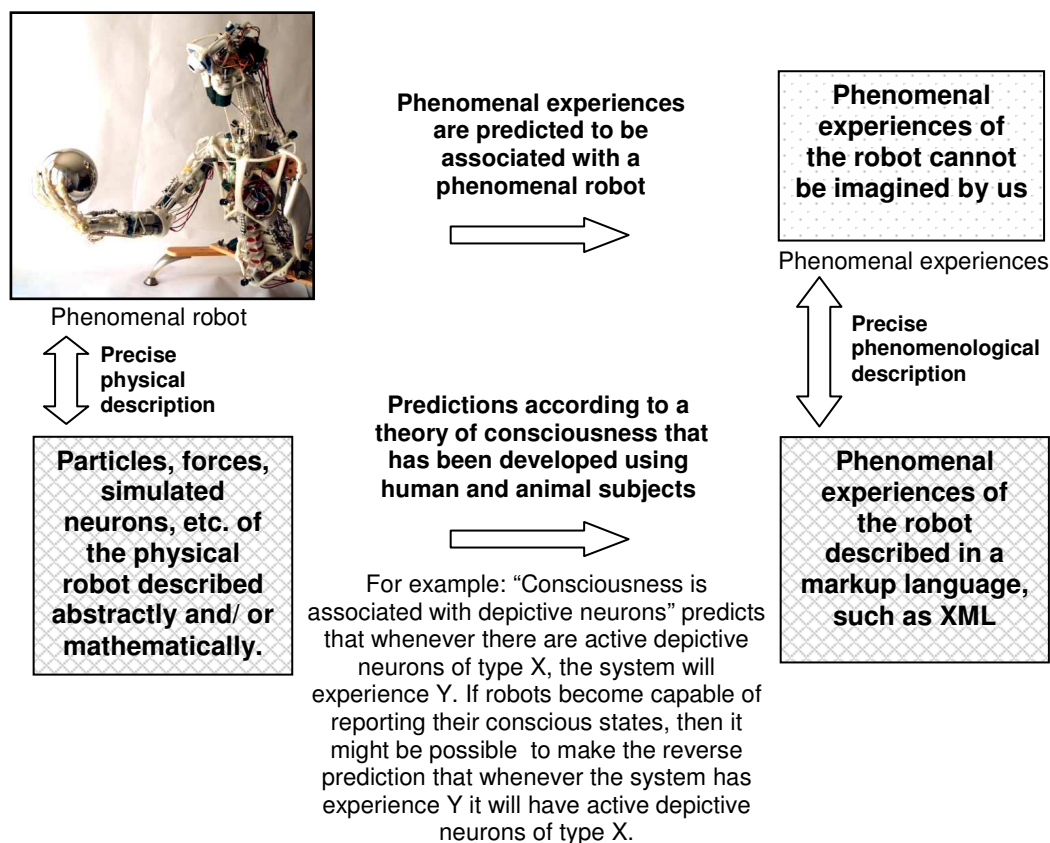 Phenomenal experiences
are predicted to be
associated with a
phenomenal robot
Phenomenal
experiences of
the robot cannot
be imagined by us
Phenomenal robot
Phenomenal experiences
Precise
physical
description
Precise
phenomenological
description
Particles, forces,
simulated
neurons, etc. of
the physical
robot described
abstractly and/ or
mathematically.
Predictions according to a
theory of consciousness that
has been developed using
human and animal subjects
For example: “Consciousness is
associated with depictive neurons” predicts
that whenever there are active depictive
neurons of type X, the system will
experience Y. If robots become capable of
reporting their conscious states, then it
might be possible to make the reverse
prediction that whenever the system has
experience Y it will have active depictive
neurons of type X.
Phenomenal
experiences of
the robot
described in a
markup language,
such as XML